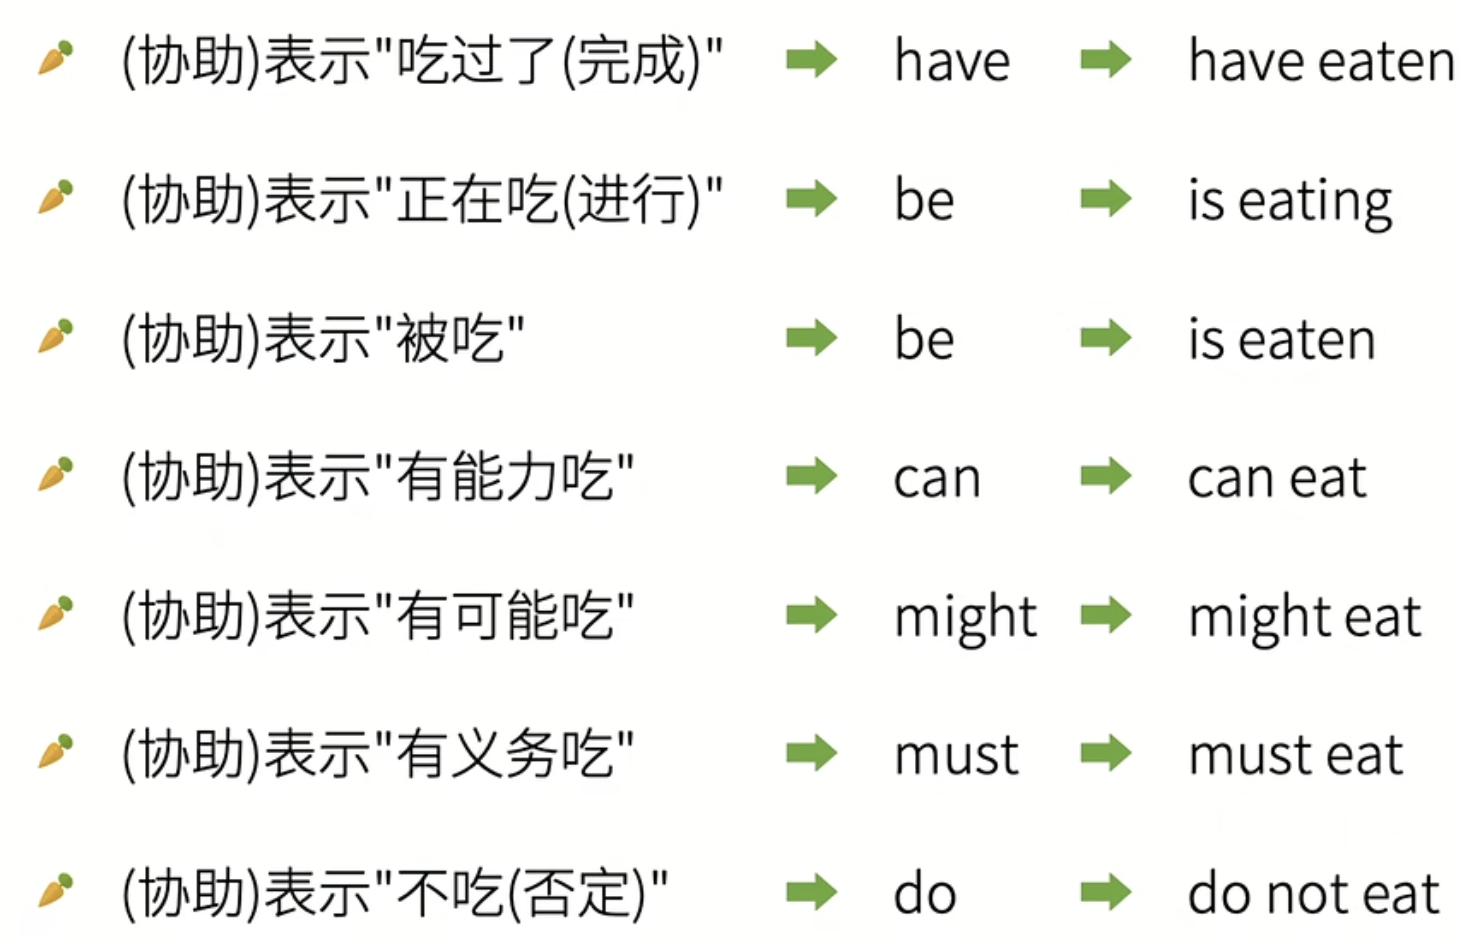 (协助)表示"吃过了(完成)" have have eaten
(协助)表示"正在吃(进行)" be is eating
(协助)表示"被吃" be is eaten
(协助)表示"有能力吃" can can eat
(协助)表示"有可能吃" might might eat
(协助)表示"有义务吃" must must eat
(协助)表示"不吃(否定)" do do not eat